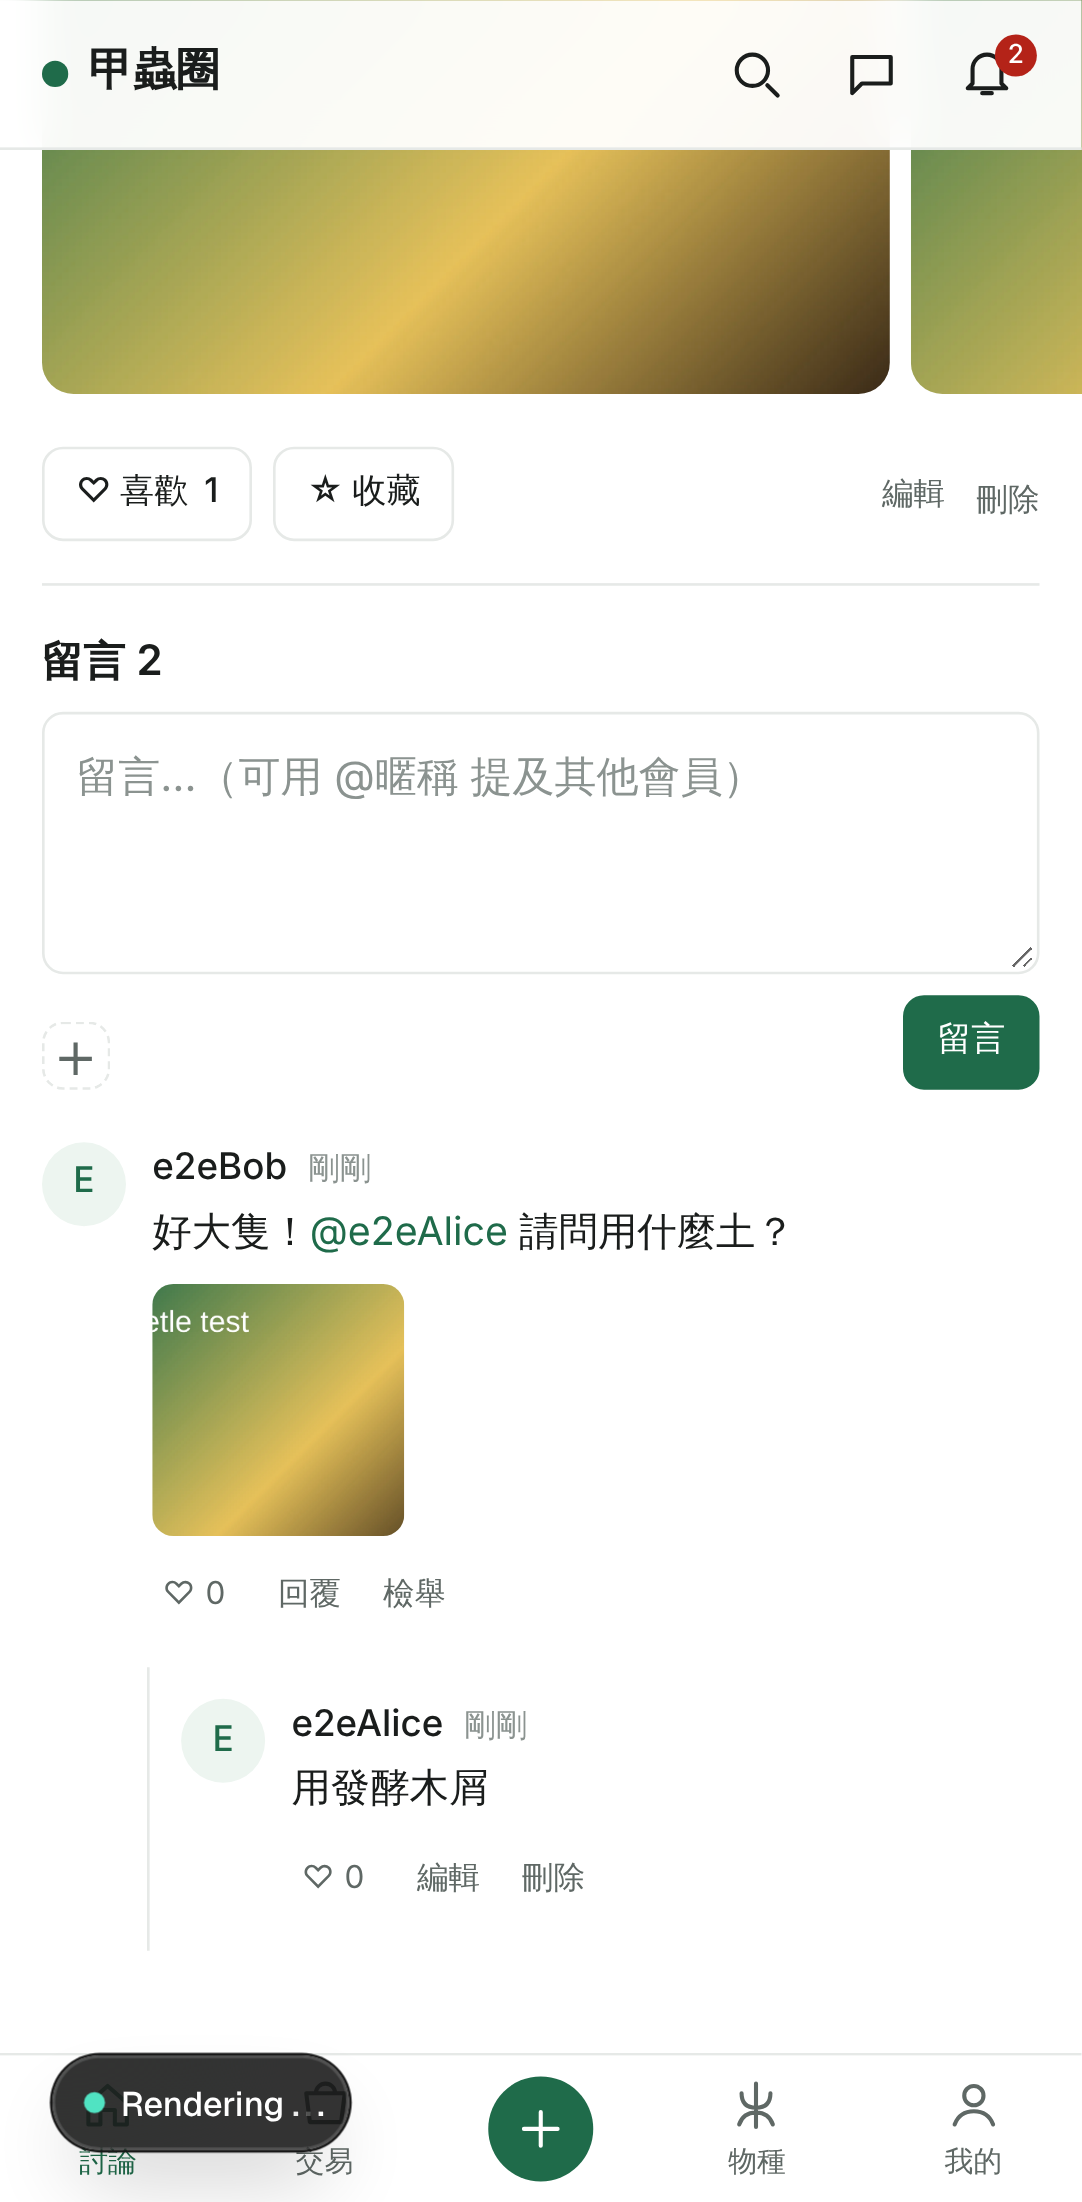 甲蟲圈
2
喜歡 1
收藏
編輯
刪除
留言 2
留言...（可用 @暱稱 提及其他會員）
留言
E
e2eBob 剛剛
好大隻！@e2eAlice 請問用什麼土？
etle test
0 回覆 檢舉
E
e2eAlice 剛剛
用發酵木屑
0 編輯 刪除
Rendering ...
討論
交易
物種
我的